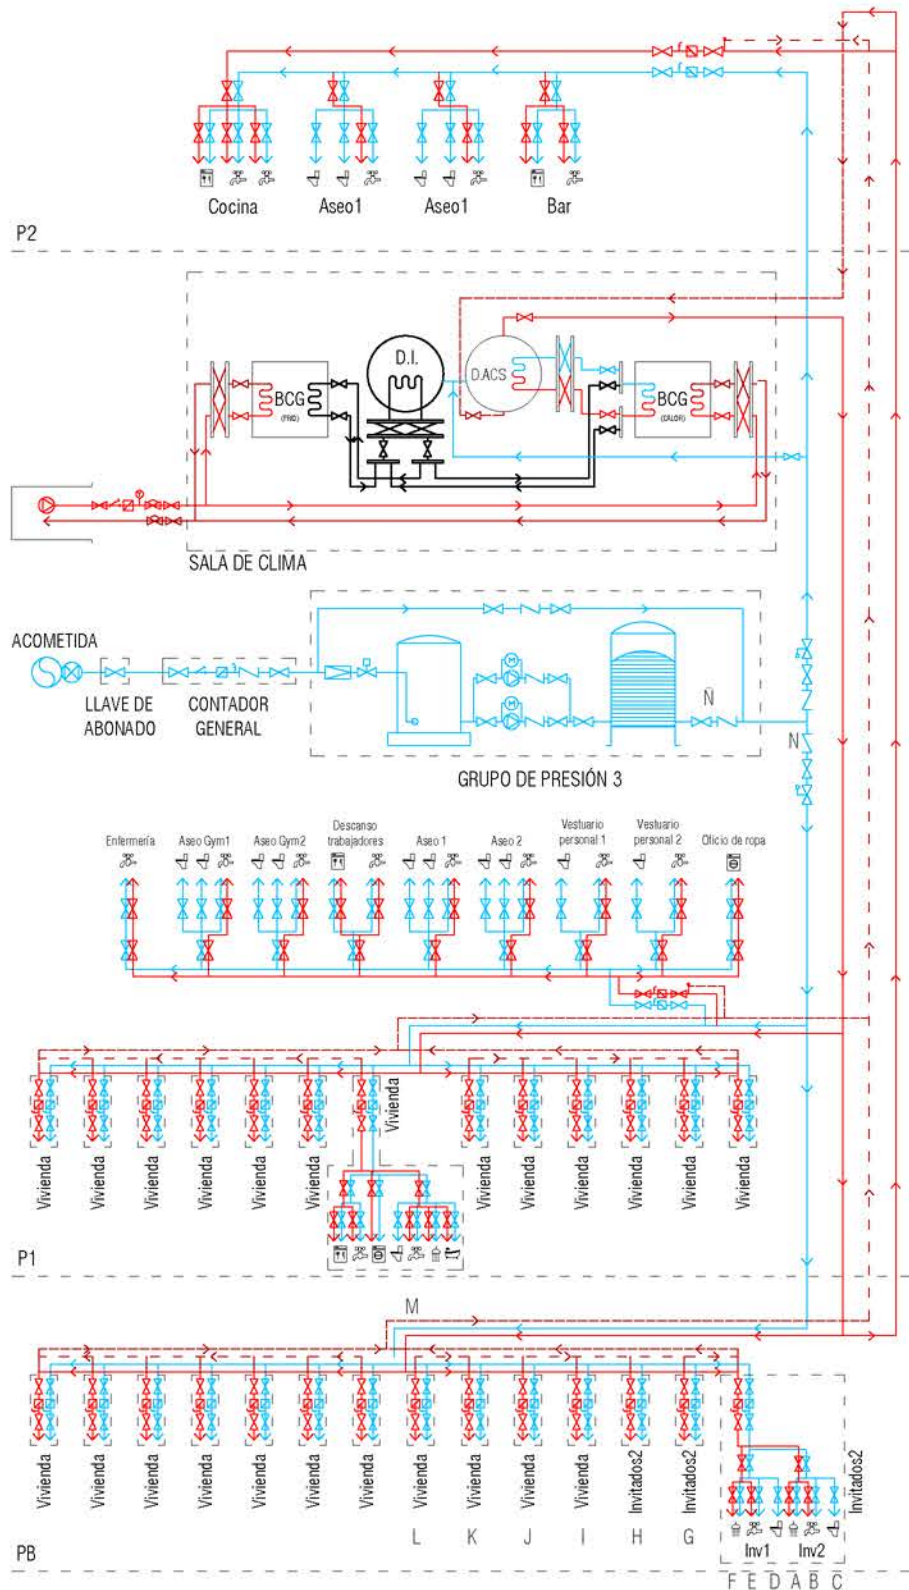 Cocina
Aseo1
Aseo1
Bar
P2
D.I.
D.ACS
BCG
(FRIO)
BCG
(CALOR)
SALA DE CLIMA
ACOMETIDA
LLAVE DE
ABONADO
CONTADOR
GENERAL
M
M
Ñ
N
GRUPO DE PRESIÓN 3
Enfermería
Aseo Gym1
Aseo Gym2
Descanso
trabajadores
Aseo 1
Aseo 2
Vestuario
personal 1
Vestuario
personal 2
Oficio de ropa
Vivienda
Vivienda
Vivienda
Vivienda
Vivienda
Vivienda
Vivienda
Vivienda
Vivienda
Vivienda
Vivienda
Vivienda
Vivienda
P1
M
Vivienda
Vivienda
Vivienda
Vivienda
Vivienda
Vivienda
Vivienda
Vivienda
Vivienda
Vivienda
Vivienda
Invitados2
Invitados2
Invitados2
L K J I H G
Inv1
Inv2
PB
F E D A B C